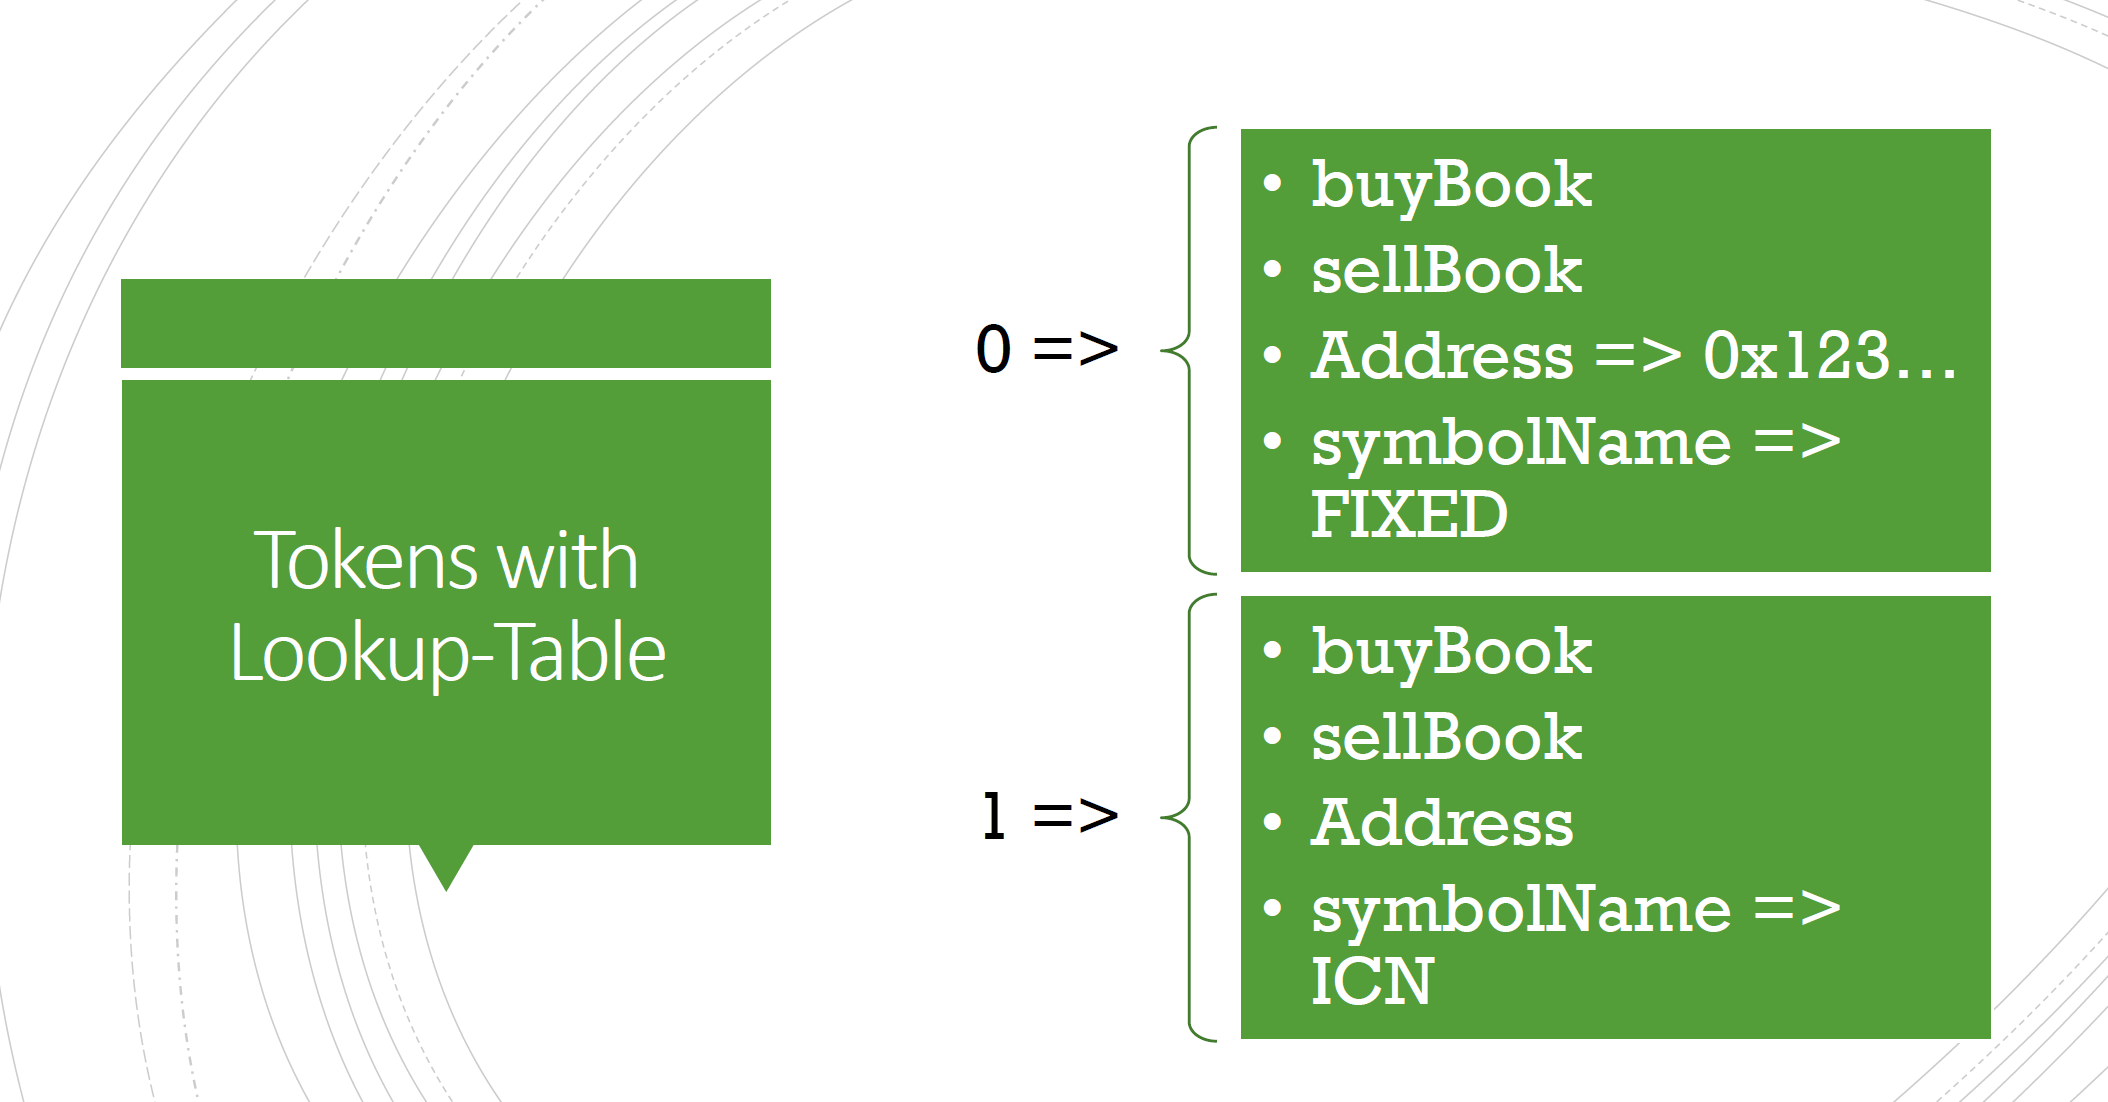 Tokens with
Lookup-Table
0 =>
• buyBook
• sellBook
• Address => 0x123…
• symbolName =>
FIXED
1 =>
• buyBook
• sellBook
• Address
• symbolName =>
ICN